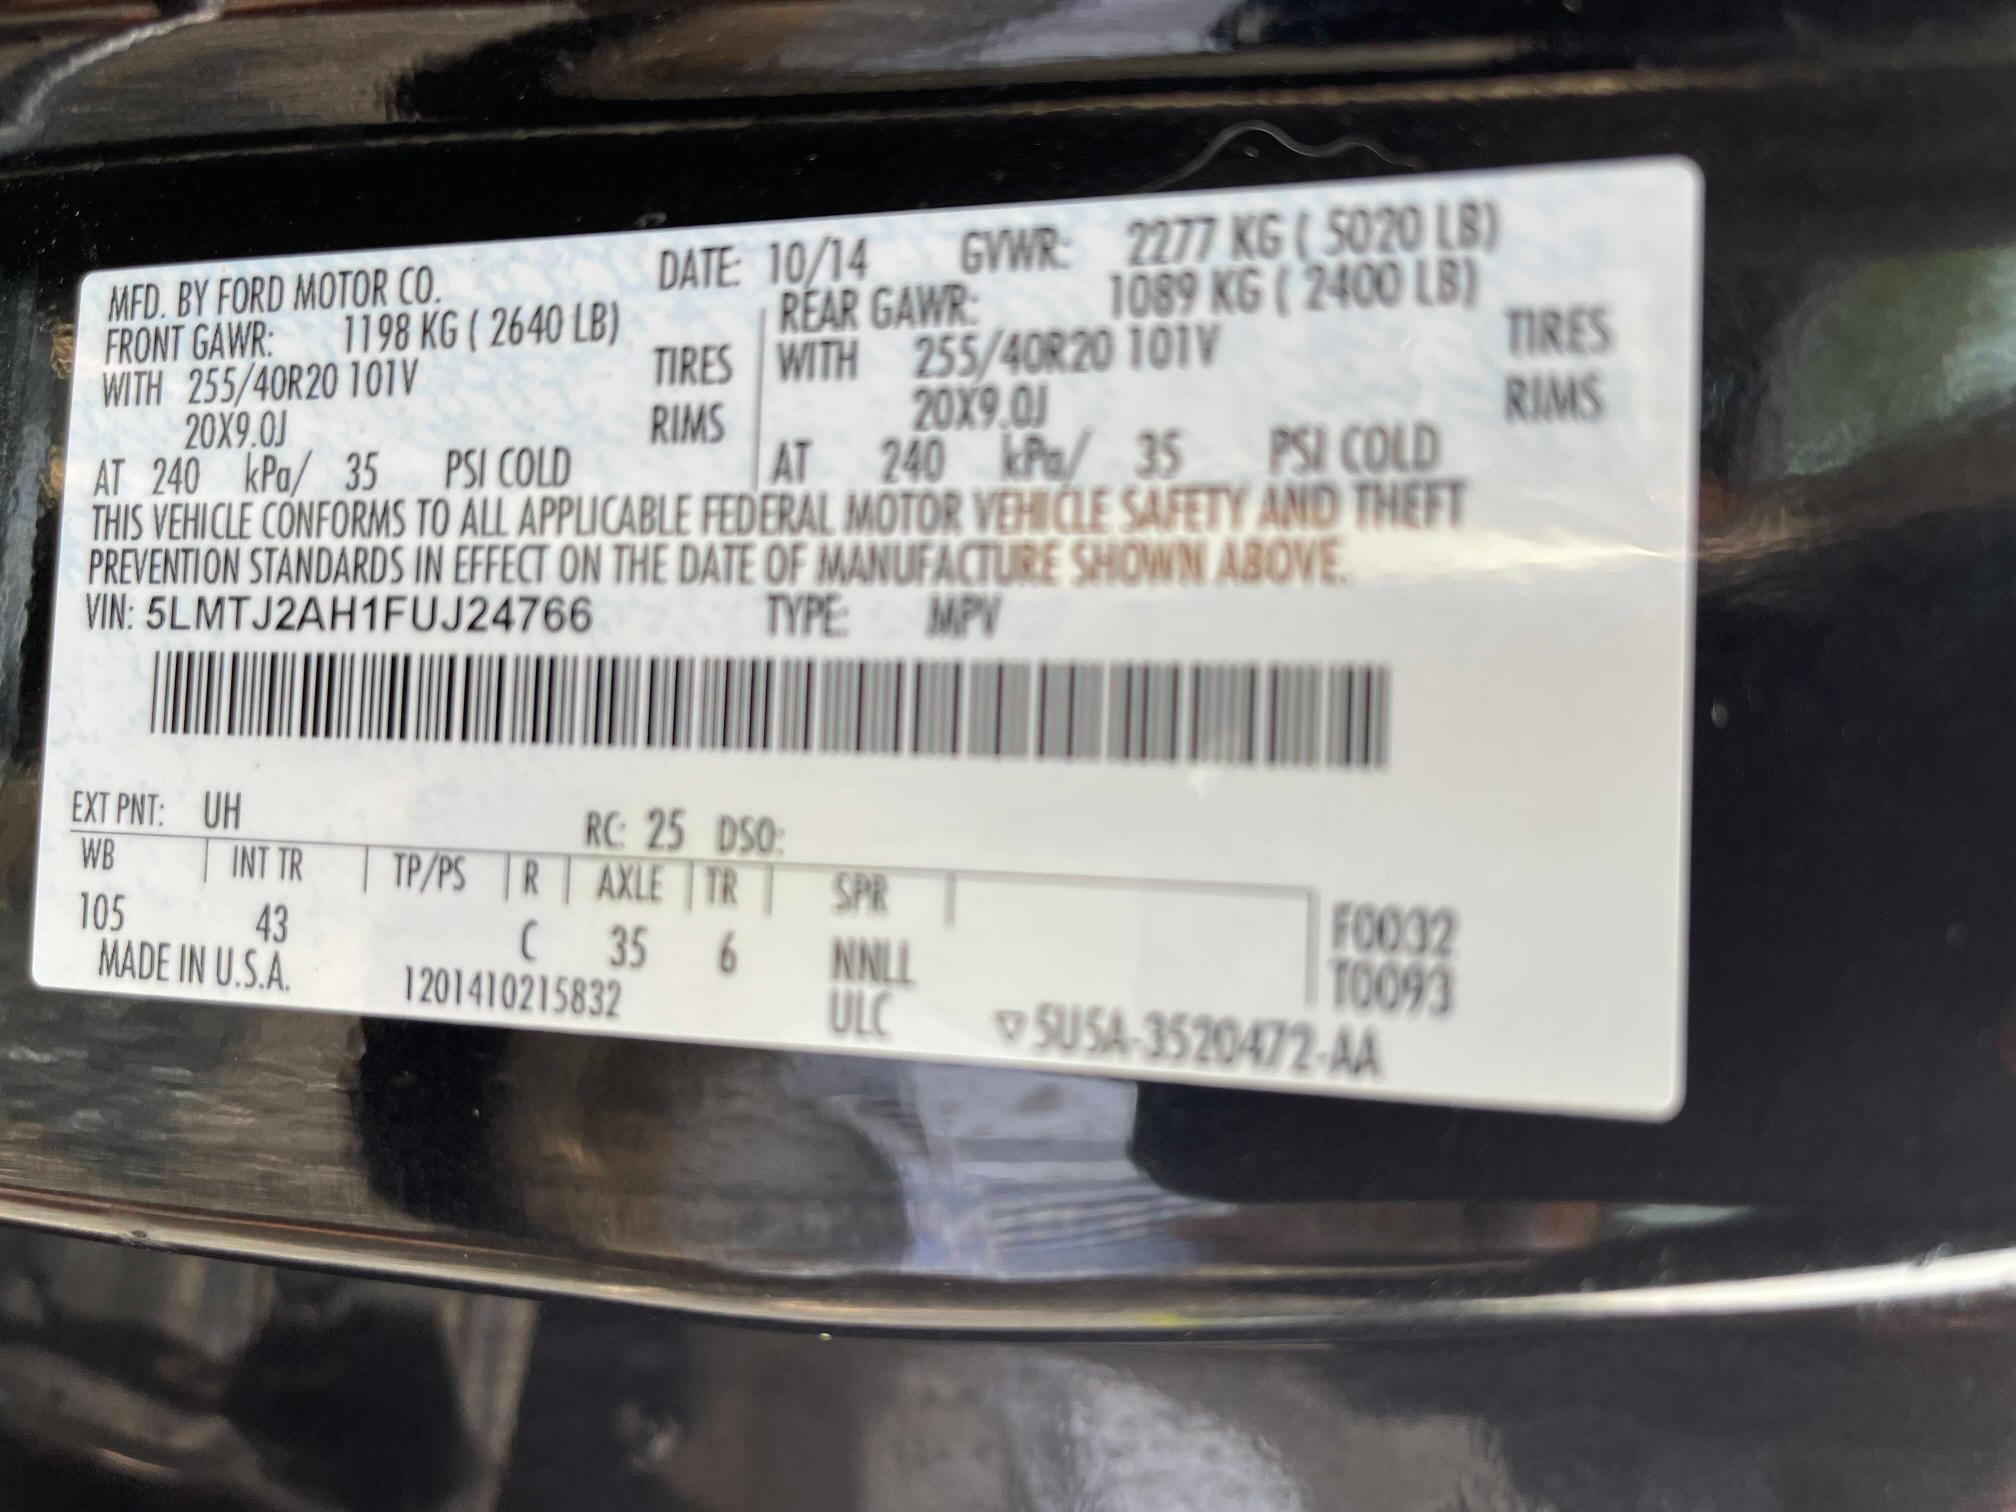 MFD. BY FORD MOTOR CO. DATE: 10/14 GVWR: 2277 KG ( 5020 LB)
FRONT GAWR: 1198 KG ( 2640 LB) REAR GAWR: 1089 KG ( 2400 LB)
WITH 255/40R20 101V TIRES WITH 255/40R20 101V TIRES
20X9.0J RIMS 20X9.0J RIMS
AT 240 kPa/ 35 PSI COLD AT 240 kPa/ 35 PSI COLD
THIS VEHICLE CONFORMS TO ALL APPLICABLE FEDERAL MOTOR VEHICLE SAFETY AND THEFT
PREVENTION STANDARDS IN EFFECT ON THE DATE OF MANUFACTURE SHOWN ABOVE.
VIN: 5LMTJ2AH1FUJ24766 TYPE: MPV
EXT PNT: UH RC: 25 DSO:
WB INT TR TP/PS R AXLE TR SPR
105 43 C 35 6 NNLL F0032
MADE IN U.S.A. 1201410215832 ULC T0093
▽5U5A-3520472-AA